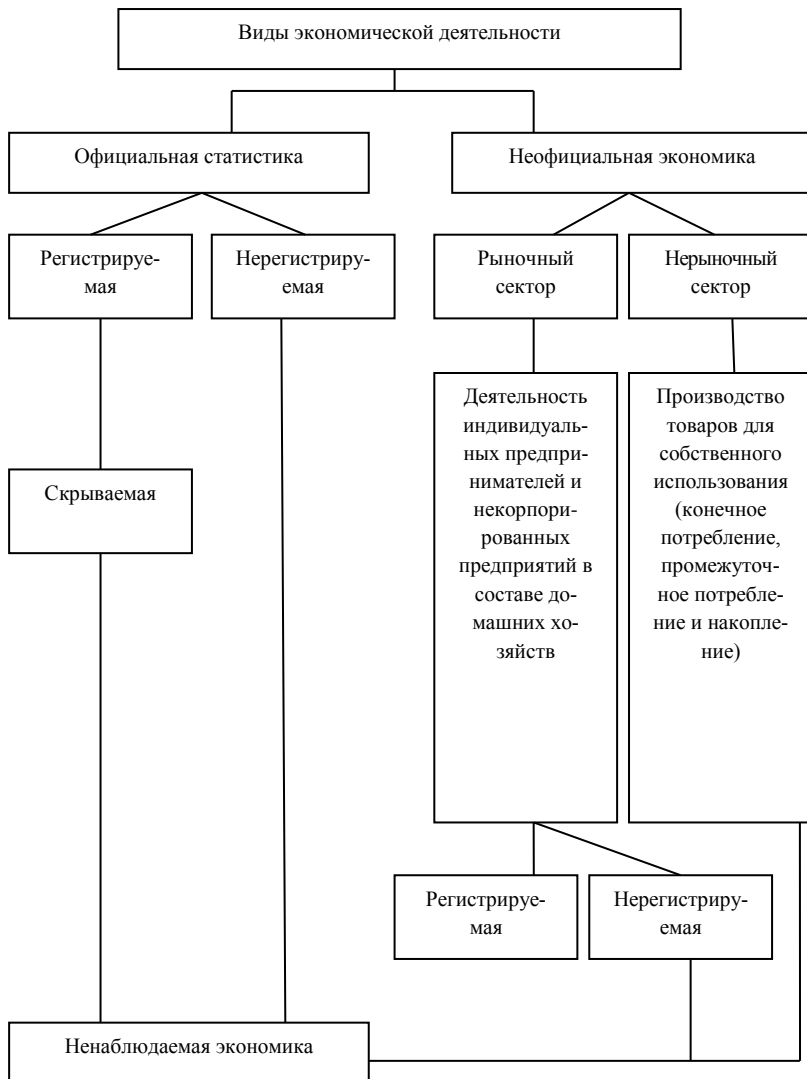 Виды экономической деятельности
Официальная статистика
Неофициальная экономика
Регистрируе-
мая
Нерегистриру-
емая
Рыночный
сектор
Нерыночный
сектор
Деятельность
индивидуаль-
ных предпри-
нимателей и
некорпори-
рованных
предприятий в
составе до-
машних хо-
зяйств
Производство
товаров для
собственного
использования
(конечное
потребление,
промежуточ-
ное потребле-
ние и накопле-
ние)
Скрываемая
Регистрируе-
мая
Нерегистриру-
емая
Ненаблюдаемая экономика